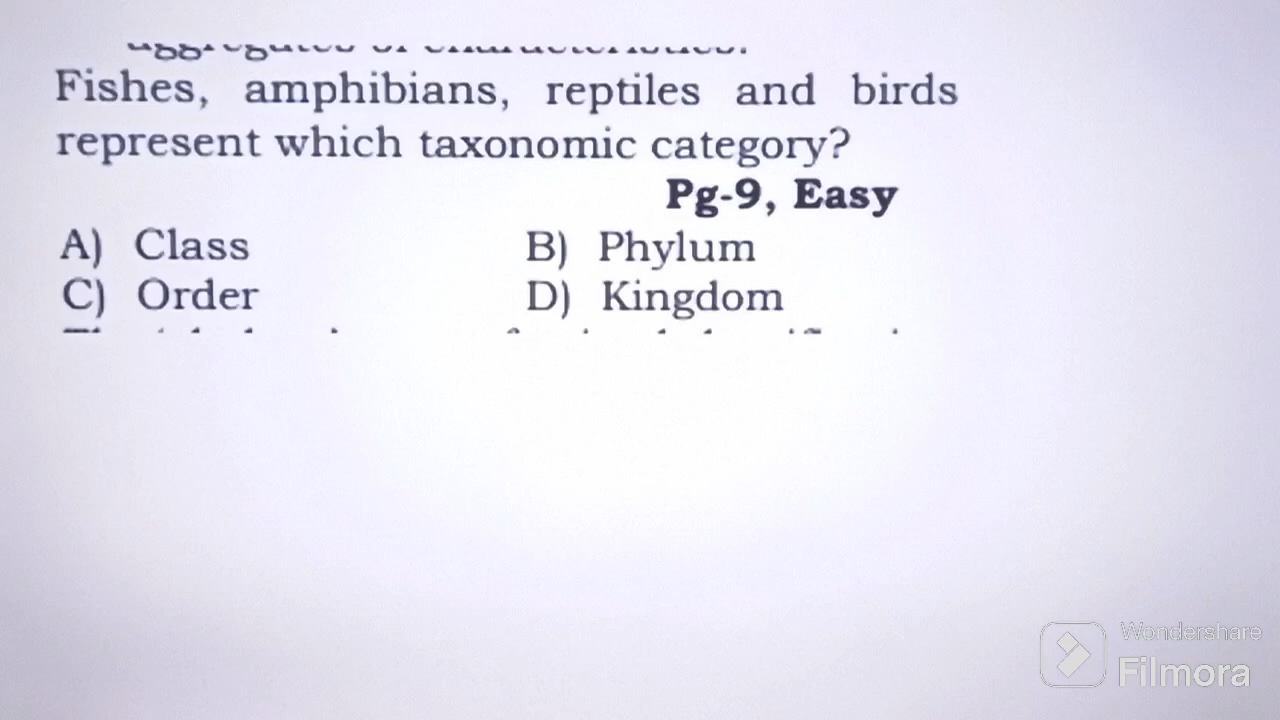 Fishes, amphibians, reptiles and birds
represent which taxonomic category?
Pg-9, Easy
A) Class B) Phylum
C) Order D) Kingdom
Wondershare
Filmora